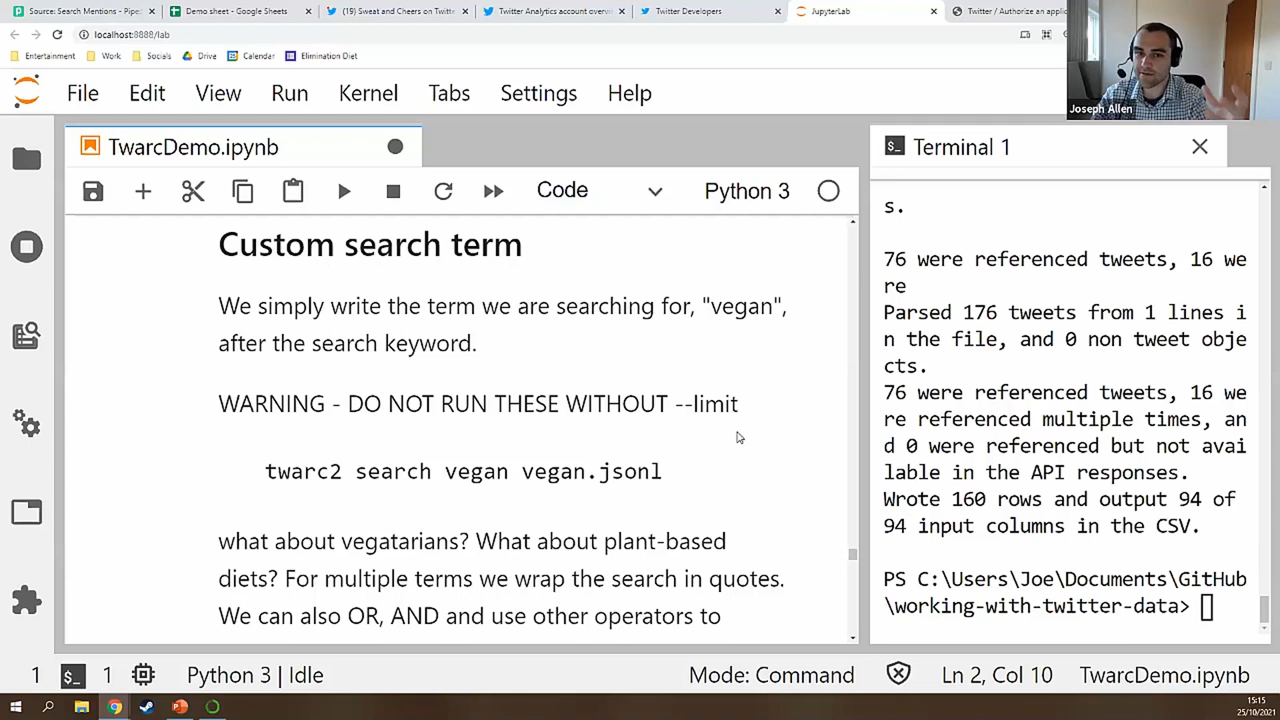 Source: Search Mentions - Pipe
Demo sheet - Google Sheets
(19) Sweat and Cheers on Twitt
Twitter Analytics account overv
Twitter Developers
JupyterLab
Twitter / Authorize an appl
localhost:8888/lab
Entertainment
Work
Socials
Drive
Calendar
Elimination Diet
Joseph Allen
File Edit View Run Kernel Tabs Settings Help
TwarcDemo.ipynb
Code
Python 3
Custom search term
We simply write the term we are searching for, "vegan",
after the search keyword.
WARNING - DO NOT RUN THESE WITHOUT --limit
twarc2 search vegan vegan.jsonl
what about vegatarians? What about plant-based
diets? For multiple terms we wrap the search in quotes.
We can also OR, AND and use other operators to
Terminal 1
s.
76 were referenced tweets, 16 we
re
Parsed 176 tweets from 1 lines i
n the file, and 0 non tweet obje
cts.
76 were referenced tweets, 16 we
re referenced multiple times, an
d 0 were referenced but not avai
lable in the API responses.
Wrote 160 rows and output 94 of
94 input columns in the CSV.
PS C:\Users\Joe\Documents\GitHub
\working-with-twitter-data>
1
1
Python 3 | Idle
Mode: Command
Ln 2, Col 10
TwarcDemo.ipynb
15:15
25/10/2021